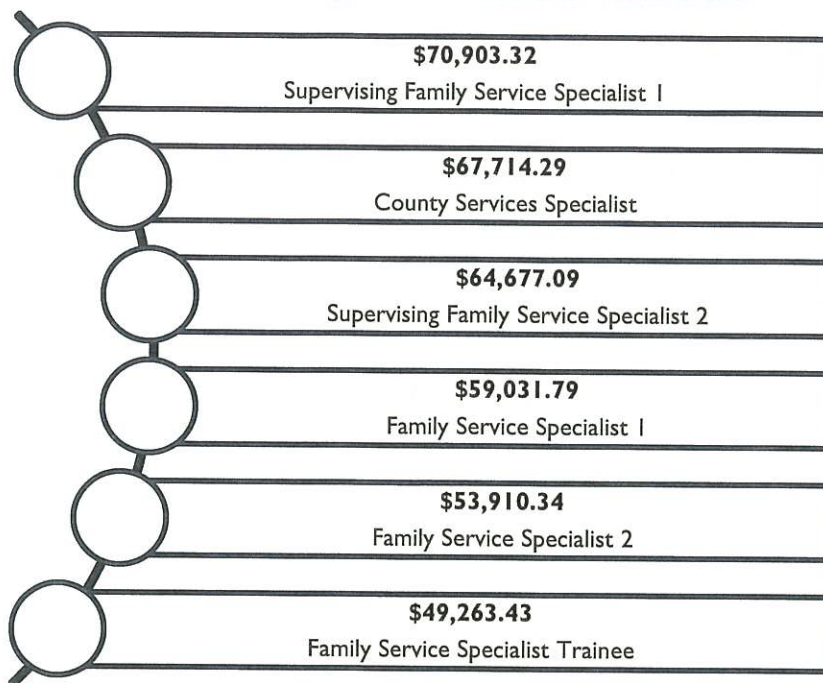 $70,903.32
Supervising Family Service Specialist 1
$67,714.29
County Services Specialist
$64,677.09
Supervising Family Service Specialist 2
$59,031.79
Family Service Specialist 1
$53,910.34
Family Service Specialist 2
$49,263.43
Family Service Specialist Trainee